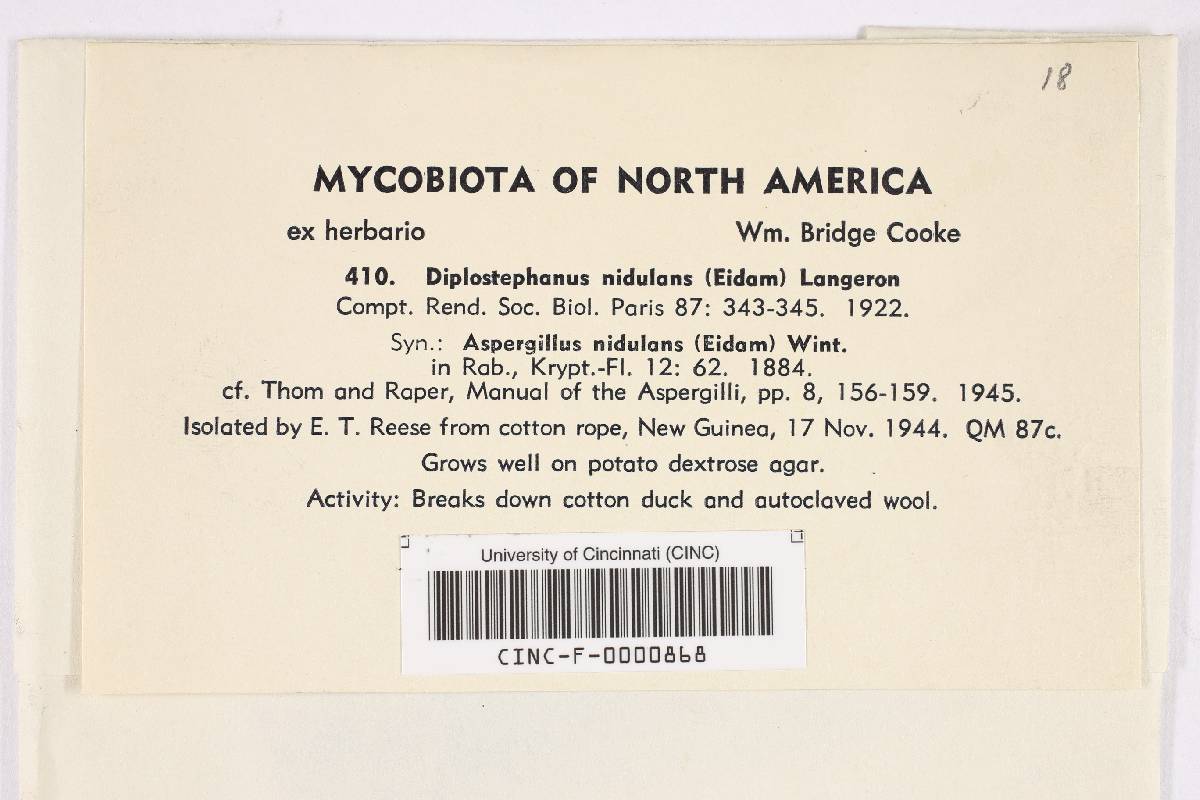 18
MYCOBIOTA OF NORTH AMERICA
ex herbario Wm. Bridge Cooke
410. Diplostephanus nidulans (Eidam) Langeron
Compt. Rend. Soc. Biol. Paris 87: 343-345. 1922.
Syn.: Aspergillus nidulans (Eidam) Wint.
in Rab., Krypt.-Fl. 12: 62. 1884.
cf. Thom and Raper, Manual of the Aspergilli, pp. 8, 156-159. 1945.
Isolated by E. T. Reese from cotton rope, New Guinea, 17 Nov. 1944. QM 87c.
Grows well on potato dextrose agar.
Activity: Breaks down cotton duck and autoclaved wool.
University of Cincinnati (CINC)
CINC-F-0000868